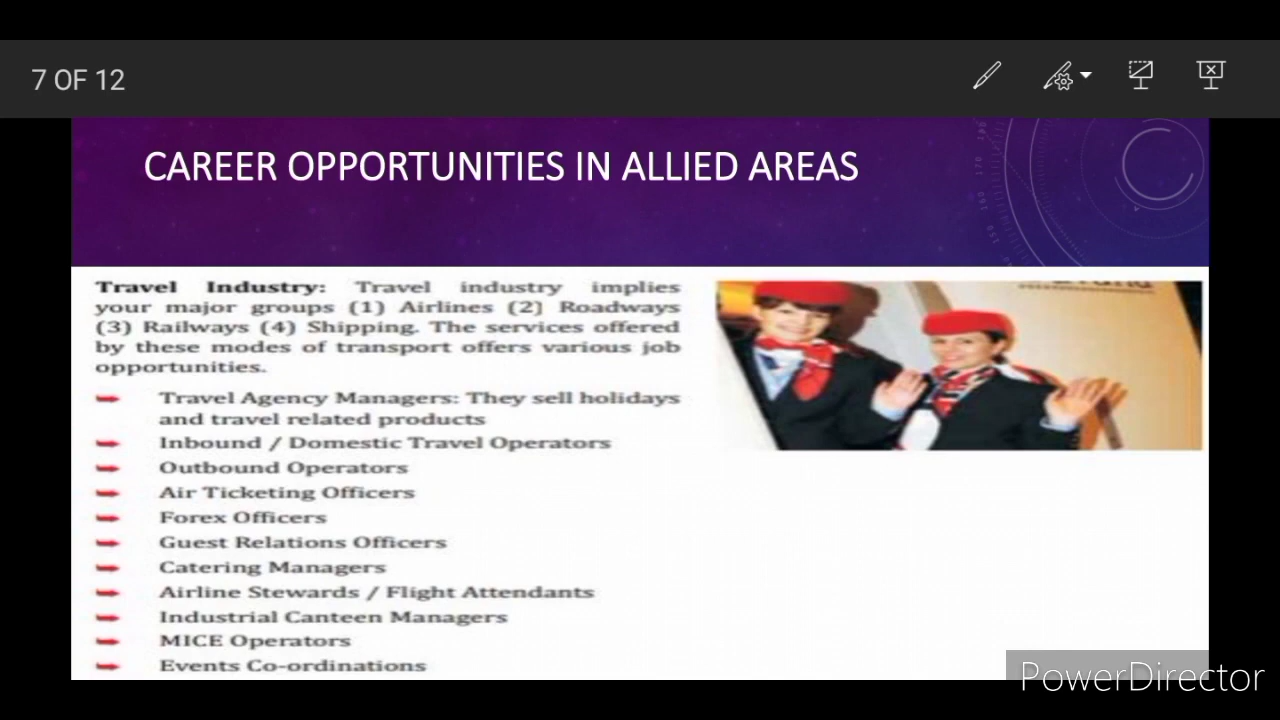 7 OF 12
CAREER OPPORTUNITIES IN ALLIED AREAS
Travel Industry: Travel industry implies
your major groups (1) Airlines (2) Roadways
(3) Railways (4) Shipping. The services offered
by these modes of transport offers various job
opportunities.
Travel Agency Managers: They sell holidays
and travel related products
Inbound / Domestic Travel Operators
Outbound Operators
Air Ticketing Officers
Forex Officers
Guest Relations Officers
Catering Managers
Airline Stewards / Flight Attendants
Industrial Canteen Managers
MICE Operators
Events Co-ordinations
PowerDirector